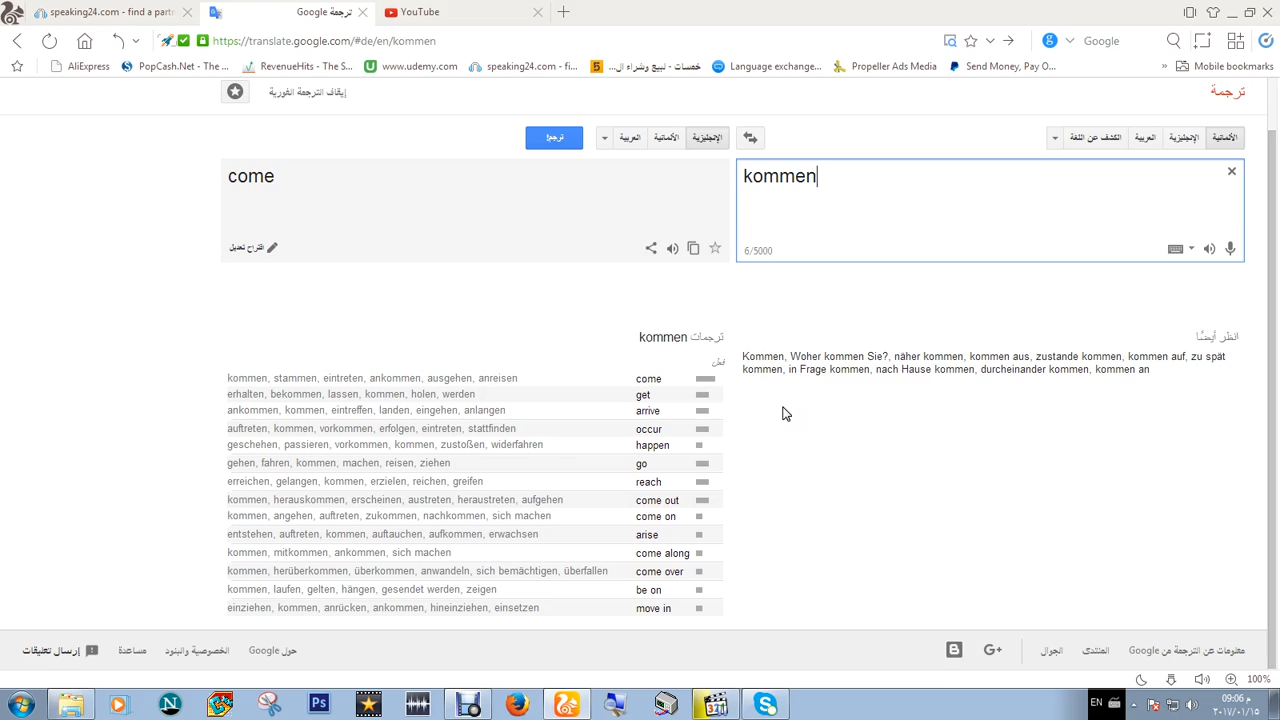 speaking24.com - find a part
ترجمة Google
YouTube
https://translate.google.com/#de/en/kommen
Google
AliExpress
PopCash.Net - The ...
RevenueHits - The S...
www.udemy.com
speaking24.com - fi...
خمسات - لبيع وشراء ال...
Language exchange...
Propeller Ads Media
Send Money, Pay O...
Mobile bookmarks
ترجمة
إيقاف الترجمة الفورية
الألمانية
الإنجليزية
العربية
الكشف عن اللغة
الإنجليزية
الألمانية
العربية
ترجم!
kommen
come
6/5000
اقتراح تعديل
انظر أيضًا
Kommen, Woher kommen Sie?, näher kommen, kommen aus, zustande kommen, kommen auf, zu spät
kommen, in Frage kommen, nach Hause kommen, durcheinander kommen, kommen an
ترجمات kommen
فعل
come kommen, stammen, eintreten, ankommen, ausgehen, anreisen
get erhalten, bekommen, lassen, kommen, holen, werden
arrive ankommen, kommen, eintreffen, landen, eingehen, anlangen
occur auftreten, kommen, vorkommen, erfolgen, eintreten, stattfinden
happen geschehen, passieren, vorkommen, kommen, zustoßen, widerfahren
go gehen, fahren, kommen, machen, reisen, ziehen
reach erreichen, gelangen, kommen, erzielen, reichen, greifen
come out kommen, herauskommen, erscheinen, austreten, heraustreten, aufgehen
come on kommen, angehen, auftreten, zukommen, nachkommen, sich machen
arise entstehen, auftreten, kommen, auftauchen, aufkommen, erwachsen
come along kommen, mitkommen, ankommen, sich machen
come over kommen, herüberkommen, überkommen, anwandeln, sich bemächtigen, überfallen
be on kommen, laufen, gelten, hängen, gesendet werden, zeigen
move in einziehen, kommen, anrücken, ankommen, hineinziehen, einsetzen
معلومات عن الترجمة من Google
المنتدى
الجوال
G+
حول Google
الخصوصية والبنود
مساعدة
إرسال تعليقات
100%
EN
09:06 م
٢٠١٧/٠١/١٥
Ps
321